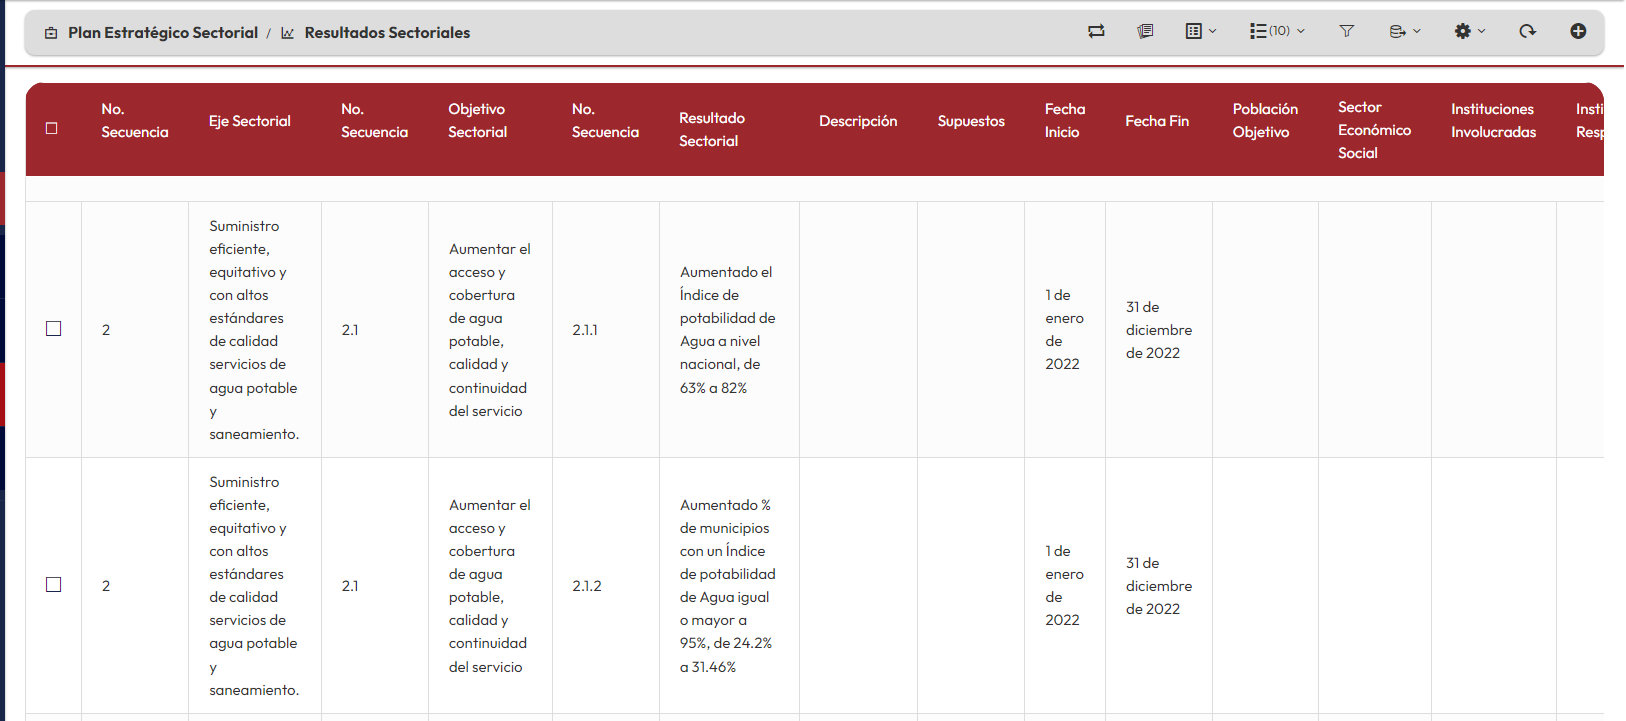 Plan Estratégico Sectorial / Resultados Sectoriales
(10)
No.
Secuencia
Eje Sectorial
No.
Secuencia
Objetivo
Sectorial
No.
Secuencia
Resultado
Sectorial
Descripción
Supuestos
Fecha
Inicio
Fecha Fin
Población
Objetivo
Sector
Económico
Social
Instituciones
Involucradas
Insti
Resp
2
Suministro
eficiente,
equitativo y
con altos
estándares
de calidad
servicios de
agua potable
y
saneamiento.
2.1
Aumentar el
acceso y
cobertura
de agua
potable,
calidad y
continuidad
del servicio
2.1.1
Aumentado el
Índice de
potabilidad de
Agua a nivel
nacional, de
63% a 82%
1 de
enero
de
2022
31 de
diciembre
de 2022
2
Suministro
eficiente,
equitativo y
con altos
estándares
de calidad
servicios de
agua potable
y
saneamiento.
2.1
Aumentar el
acceso y
cobertura
de agua
potable,
calidad y
continuidad
del servicio
2.1.2
Aumentado %
de municipios
con un Índice
de potabilidad
de Agua igual
o mayor a
95%, de 24.2%
a 31.46%
1 de
enero
de
2022
31 de
diciembre
de 2022